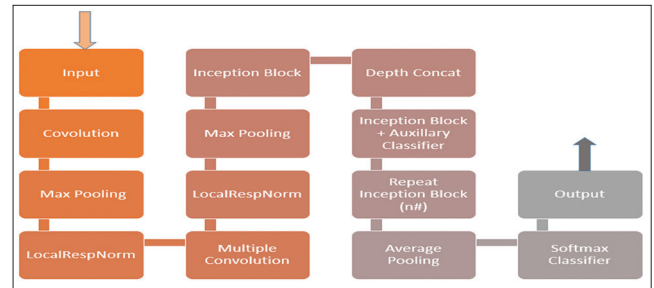 Input
Covolution
Max Pooling
LocalRespNorm
Multiple
Convolution
LocalRespNorm
Max Pooling
Inception Block
Depth Concat
Inception Block
+ Auxillary
Classifier
Repeat
Inception Block
(n#)
Average
Pooling
Softmax
Classifier
Output